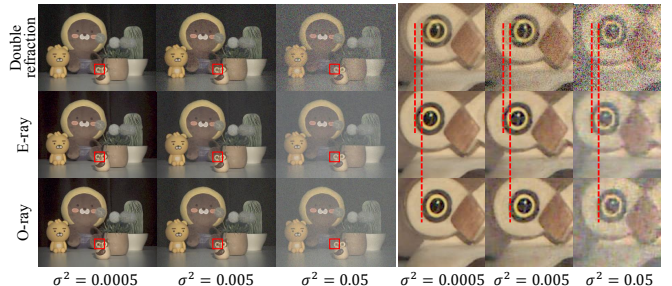 Double
refraction
E-ray
O-ray
σ² = 0.0005
σ² = 0.005
σ² = 0.05
σ² = 0.0005
σ² = 0.005
σ² = 0.05